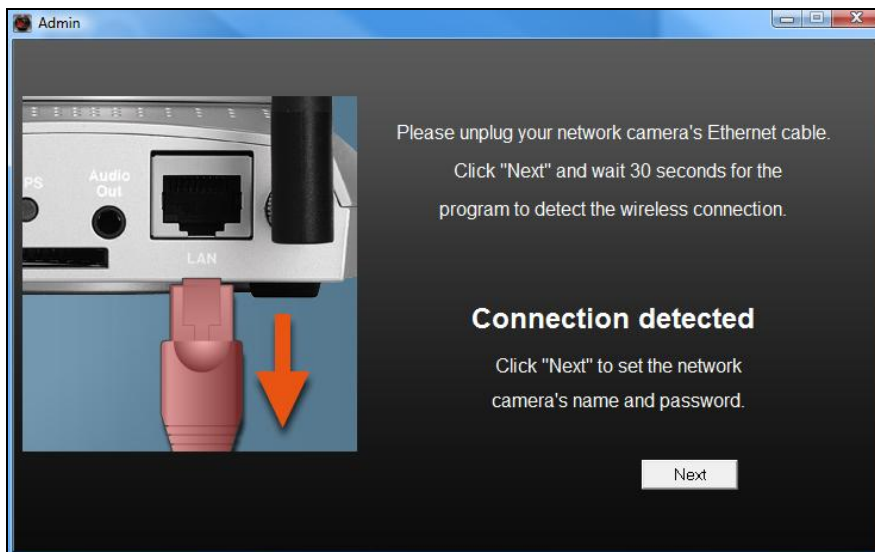 Admin
PS
Audio
Out
LAN
Please unplug your network camera's Ethernet cable.
Click "Next" and wait 30 seconds for the
program to detect the wireless connection.
Connection detected
Click "Next" to set the network
camera's name and password.
Next